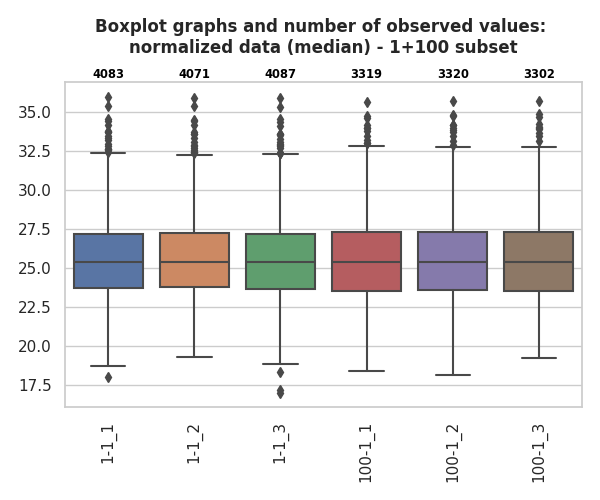 Boxplot graphs and number of observed values:
normalized data (median) - 1+100 subset
4083 4071 4087 3319 3320 3302
35.0
32.5
30.0
27.5
25.0
22.5
20.0
17.5
1-1_1 1-1_2 1-1_3 100-1_1 100-1_2 100-1_3